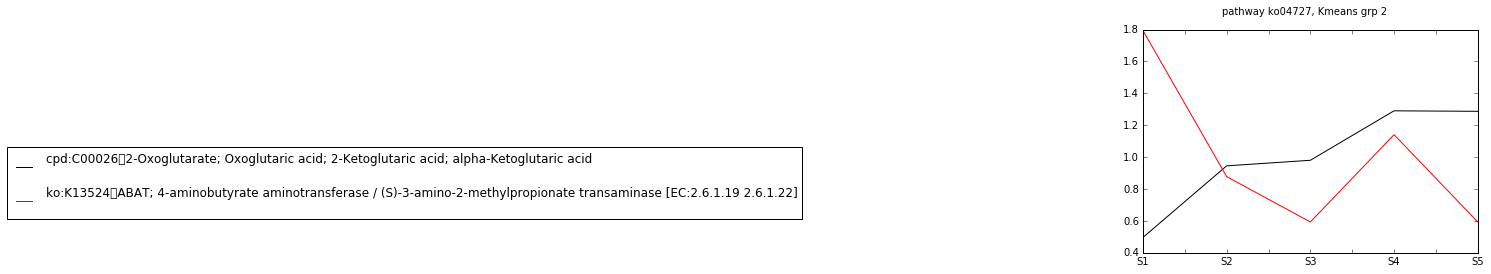 pathway ko04727, Kmeans grp 2
cpd:C00026▯2-Oxoglutarate; Oxoglutaric acid; 2-Ketoglutaric acid; alpha-Ketoglutaric acid
ko:K13524▯ABAT; 4-aminobutyrate aminotransferase / (S)-3-amino-2-methylpropionate transaminase [EC:2.6.1.19 2.6.1.22]
1.8
1.6
1.4
1.2
1.0
0.8
0.6
0.4
S1 S2 S3 S4 S5